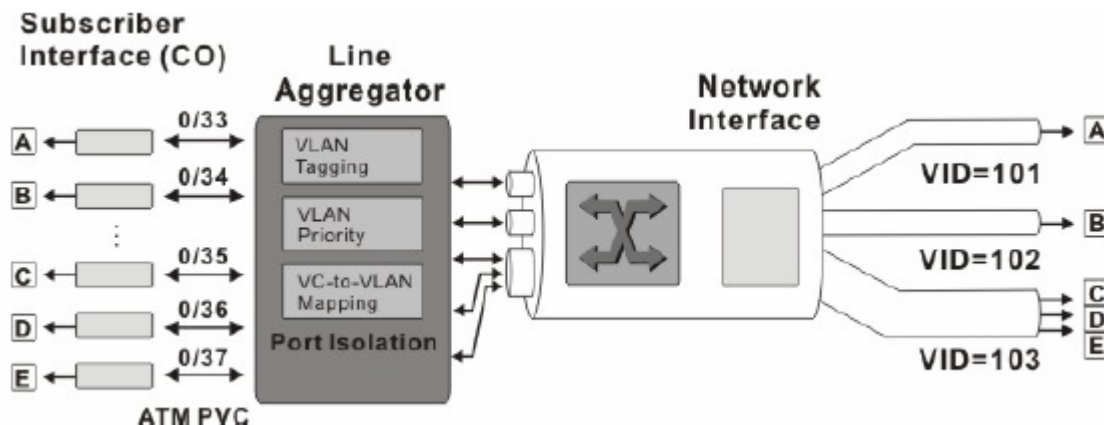 Subscriber
Interface (CO)
Line
Aggregator
Network
Interface
A
0/33
B
0/34
C
0/35
D
0/36
E
0/37
ATM PVC
VLAN
Tagging
VLAN
Priority
VC-to-VLAN
Mapping
Port Isolation
VID=101
A
VID=102
B
VID=103
C
D
E